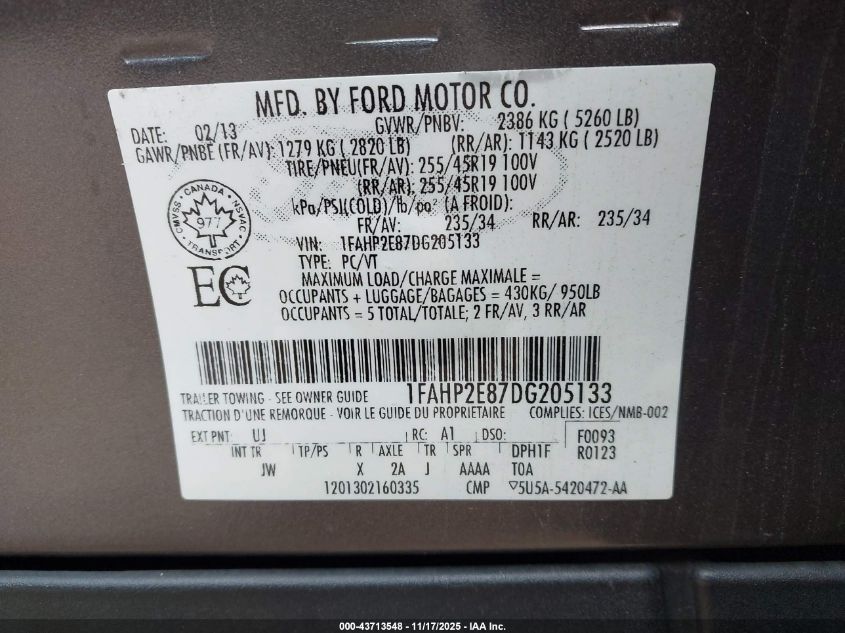 MFD. BY FORD MOTOR CO.
DATE: 02/13 GVWR/PNBV: 2386 KG ( 5260 LB)
GAWR/PNBE (FR/AV): 1279 KG ( 2820 LB) (RR/AR): 1143 KG ( 2520 LB)
TIRE/PNEU(FR/AV): 255/45R19 100V
(RR/AR): 255/45R19 100V
kPa/PSI(COLD)/lb/po² (A FROID):
FR/AV: 235/34 RR/AR: 235/34
VIN: 1FAHP2E87DG205133
TYPE: PC/VT
MAXIMUM LOAD/CHARGE MAXIMALE =
OCCUPANTS + LUGGAGE/BAGAGES = 430KG/ 950LB
OCCUPANTS = 5 TOTAL/TOTALE; 2 FR/AV, 3 RR/AR
CANADA
CMVSS 977 NSVAC
TRANSPORT
EC
1FAHP2E87DG205133
TRAILER TOWING - SEE OWNER GUIDE
TRACTION D'UNE REMORQUE - VOIR LE GUIDE DU PROPRIETAIRE COMPLIES: ICES/NMB-002
EXT PNT: UJ RC: A1 DSO: F0093
INT TR TP/PS R AXLE TR SPR DPH1F R0123
JW X 2A J AAAA TOA
1201302160335 CMP ▽5U5A-5420472-AA
000-43713548 - 11/17/2025 - IAA Inc.